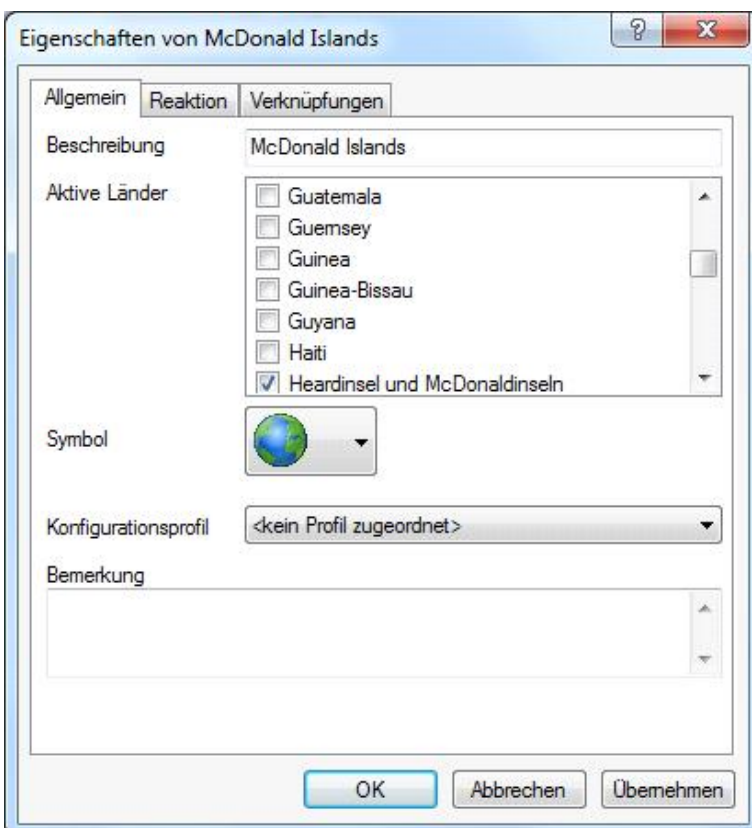 Eigenschaften von McDonald Islands
Allgemein Reaktion Verknüpfungen
Beschreibung McDonald Islands
Aktive Länder
Guatemala
Guernsey
Guinea
Guinea-Bissau
Guyana
Haiti
Heardinsel und McDonaldinseln
Symbol
Konfigurationsprofil <kein Profil zugeordnet>
Bemerkung
OK Abbrechen Übernehmen